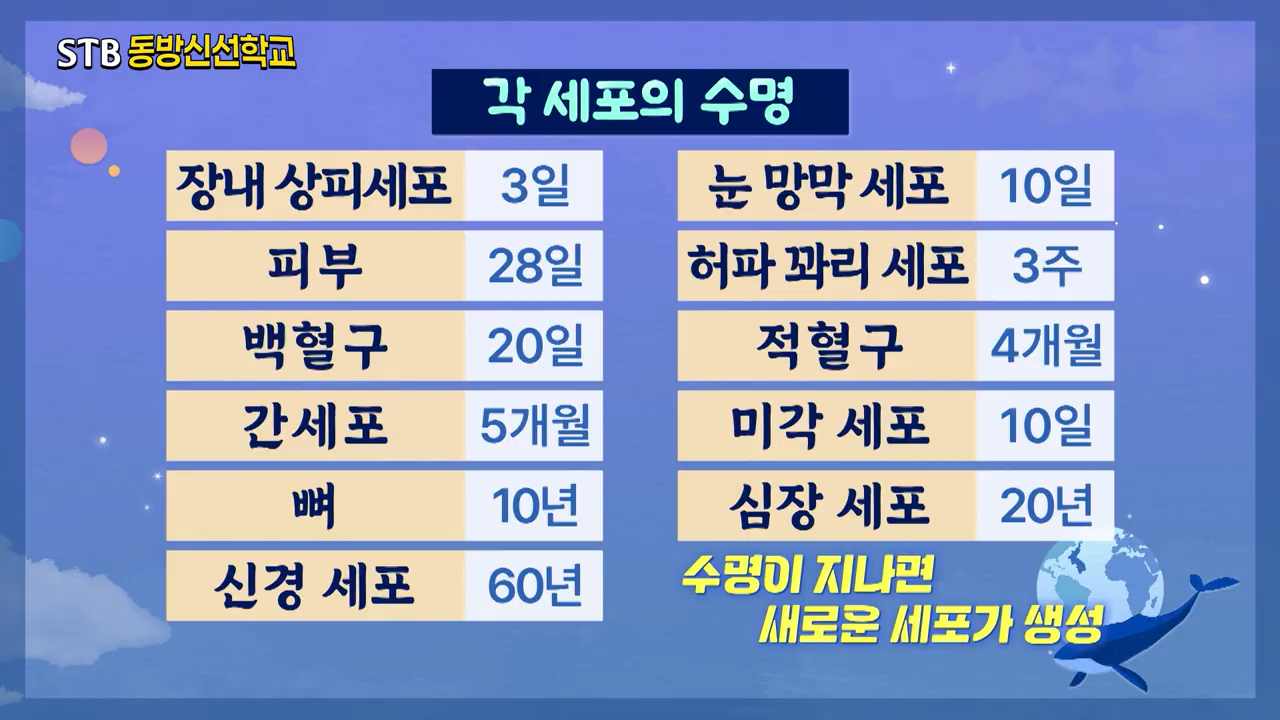 STB 동방신선학교
각 세포의 수명
장내 상피세포 3일
눈 망막 세포 10일
피부 28일
허파 꽈리 세포 3주
백혈구 20일
적혈구 4개월
간세포 5개월
미각 세포 10일
뼈 10년
심장 세포 20년
신경 세포 60년
수명이 지나면
새로운 세포가 생성